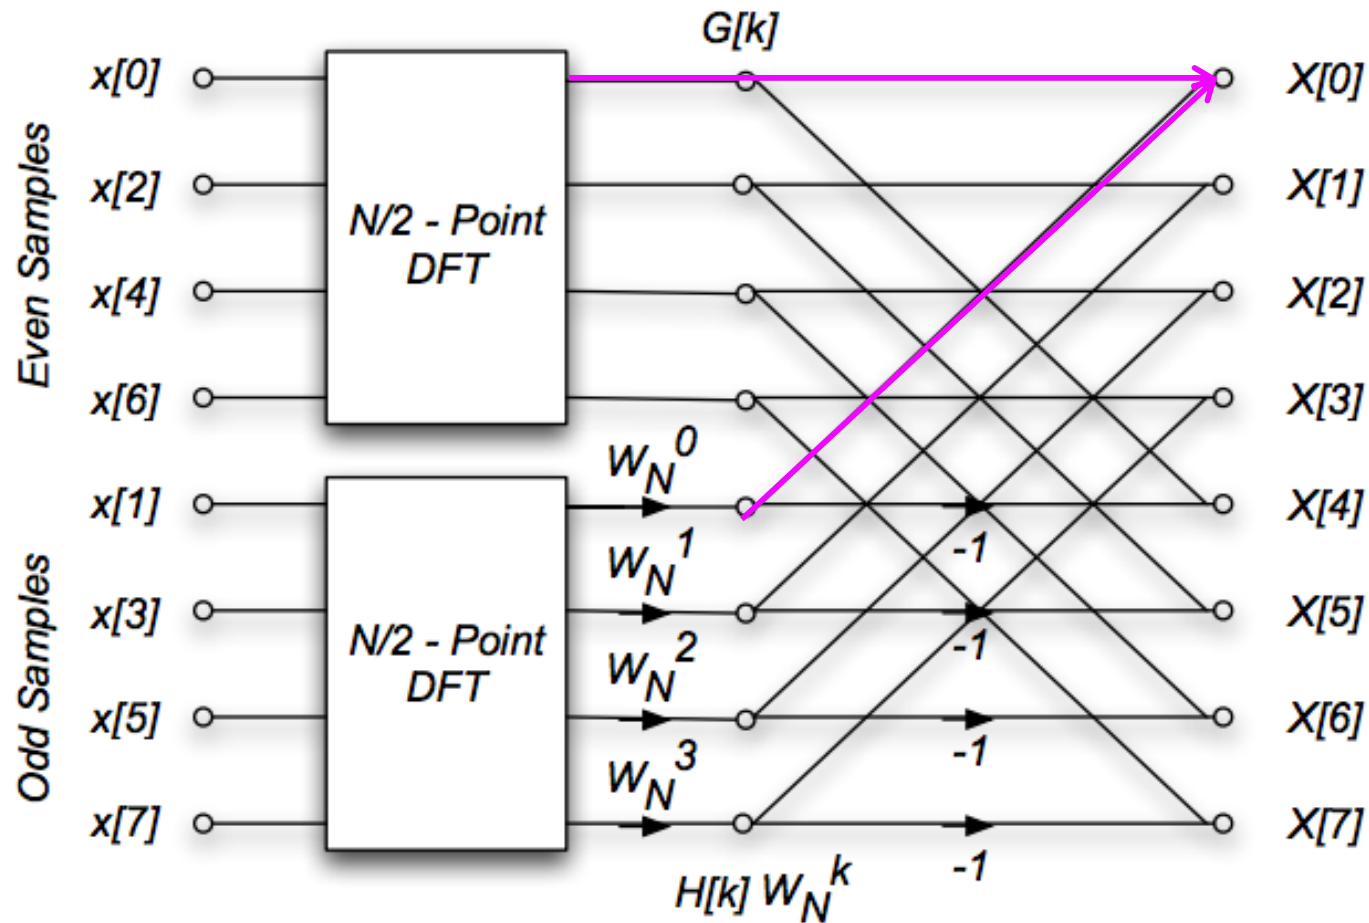 G[k]
x[0]
X[0]
x[2]
X[1]
x[4]
X[2]
x[6]
X[3]
Even Samples
N/2 - Point
DFT
W_N^0
x[1]
X[4]
-1
W_N^1
x[3]
X[5]
-1
W_N^2
x[5]
X[6]
-1
W_N^3
x[7]
X[7]
-1
Odd Samples
N/2 - Point
DFT
H[k] W_N^k